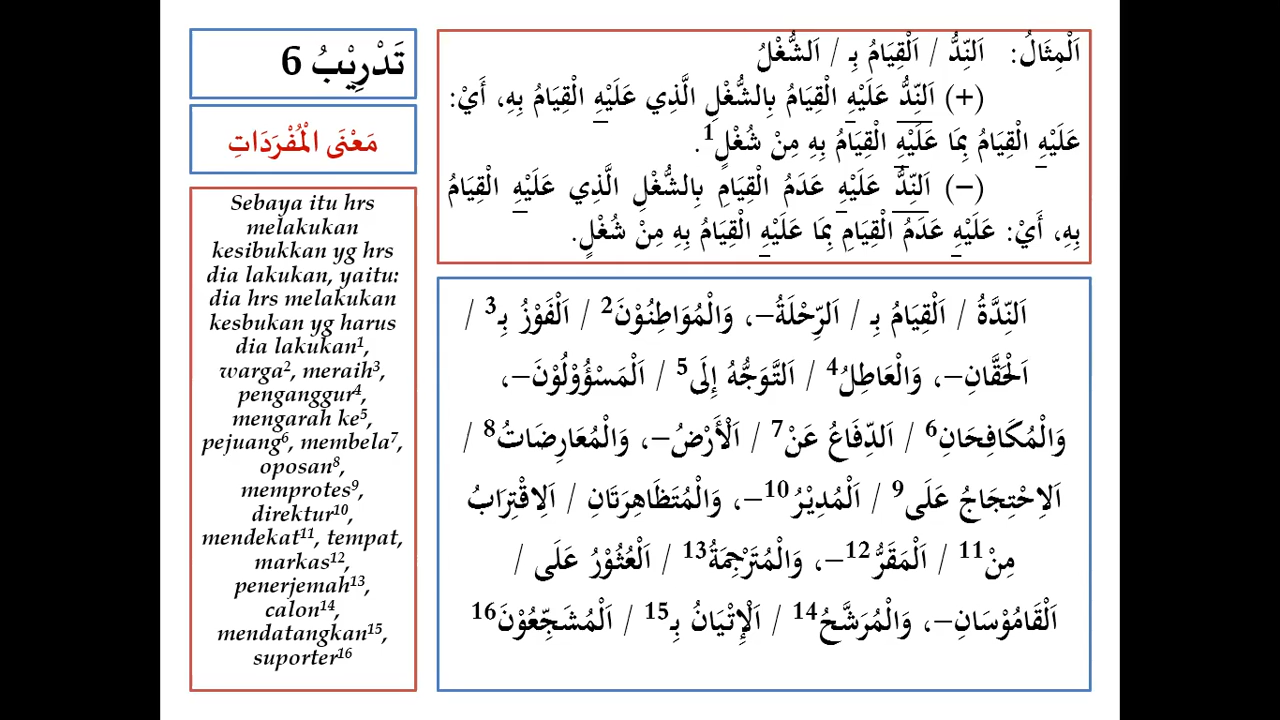 تَدْرِيْبُ 6
مَعْنَى الْمُفْرَدَاتِ
Sebaya itu hrs
melakukan
kesibukkan yg hrs
dia lakukan, yaitu:
dia hrs melakukan
kesbukan yg harus
dia lakukan¹,
warga², meraih³,
penganggur⁴,
mengarah ke⁵,
pejuang⁶, membela⁷,
oposan⁸,
memprotes⁹,
direktur¹⁰,
mendekat¹¹, tempat,
markas¹²,
penerjemah¹³,
calon¹⁴,
mendatangkan¹⁵,
suporter¹⁶
اَلْمِثَالُ: اَلنِّدُّ / اَلْقِيَامُ بِـ / اَلشُّغْلُ
(+) اَلنِّدُّ عَلَيْهِ الْقِيَامُ بِالشُّغْلِ الَّذِي عَلَيْهِ الْقِيَامُ بِهِ، أَيْ:
عَلَيْهِ الْقِيَامُ بِمَا عَلَيْهِ الْقِيَامُ بِهِ مِنْ شُغْلٍ¹.
(–) اَلنِّدُّ عَلَيْهِ عَدَمُ الْقِيَامِ بِالشُّغْلِ الَّذِي عَلَيْهِ الْقِيَامُ
بِهِ، أَيْ: عَلَيْهِ عَدَمُ الْقِيَامِ بِمَا عَلَيْهِ الْقِيَامُ بِهِ مِنْ شُغْلٍ.
اَلنِّدَّةُ / اَلْقِيَامُ بِـ / اَلرِّحْلَةُ–، وَالْمُوَاطِنُوْنَ² / اَلْفَوْزُ بِـ³ /
اَلْحَقَّانِ–، وَالْعَاطِلُ⁴ / اَلتَّوَجُّهُ إِلَى⁵ / اَلْمَسْؤُوْلُوْنَ–،
وَالْمُكَافِحَانِ⁶ / اَلدِّفَاعُ عَنْ⁷ / اَلْأَرْضُ–، وَالْمُعَارِضَاتُ⁸ /
اَلِاحْتِجَاجُ عَلَى⁹ / اَلْمُدِيْرُ¹⁰–، وَالْمُتَظَاهِرَتَانِ / اَلِاقْتِرَابُ
مِنْ¹¹ / اَلْمَقَرُّ¹²–، وَالْمُتَرْجِمَةُ¹³ / اَلْعُثُوْرُ عَلَى /
اَلْقَامُوْسَانِ–، وَالْمُرَشَّحُ¹⁴ / اَلْإِتْيَانُ بِـ¹⁵ / اَلْمُشَجِّعُوْنَ¹⁶